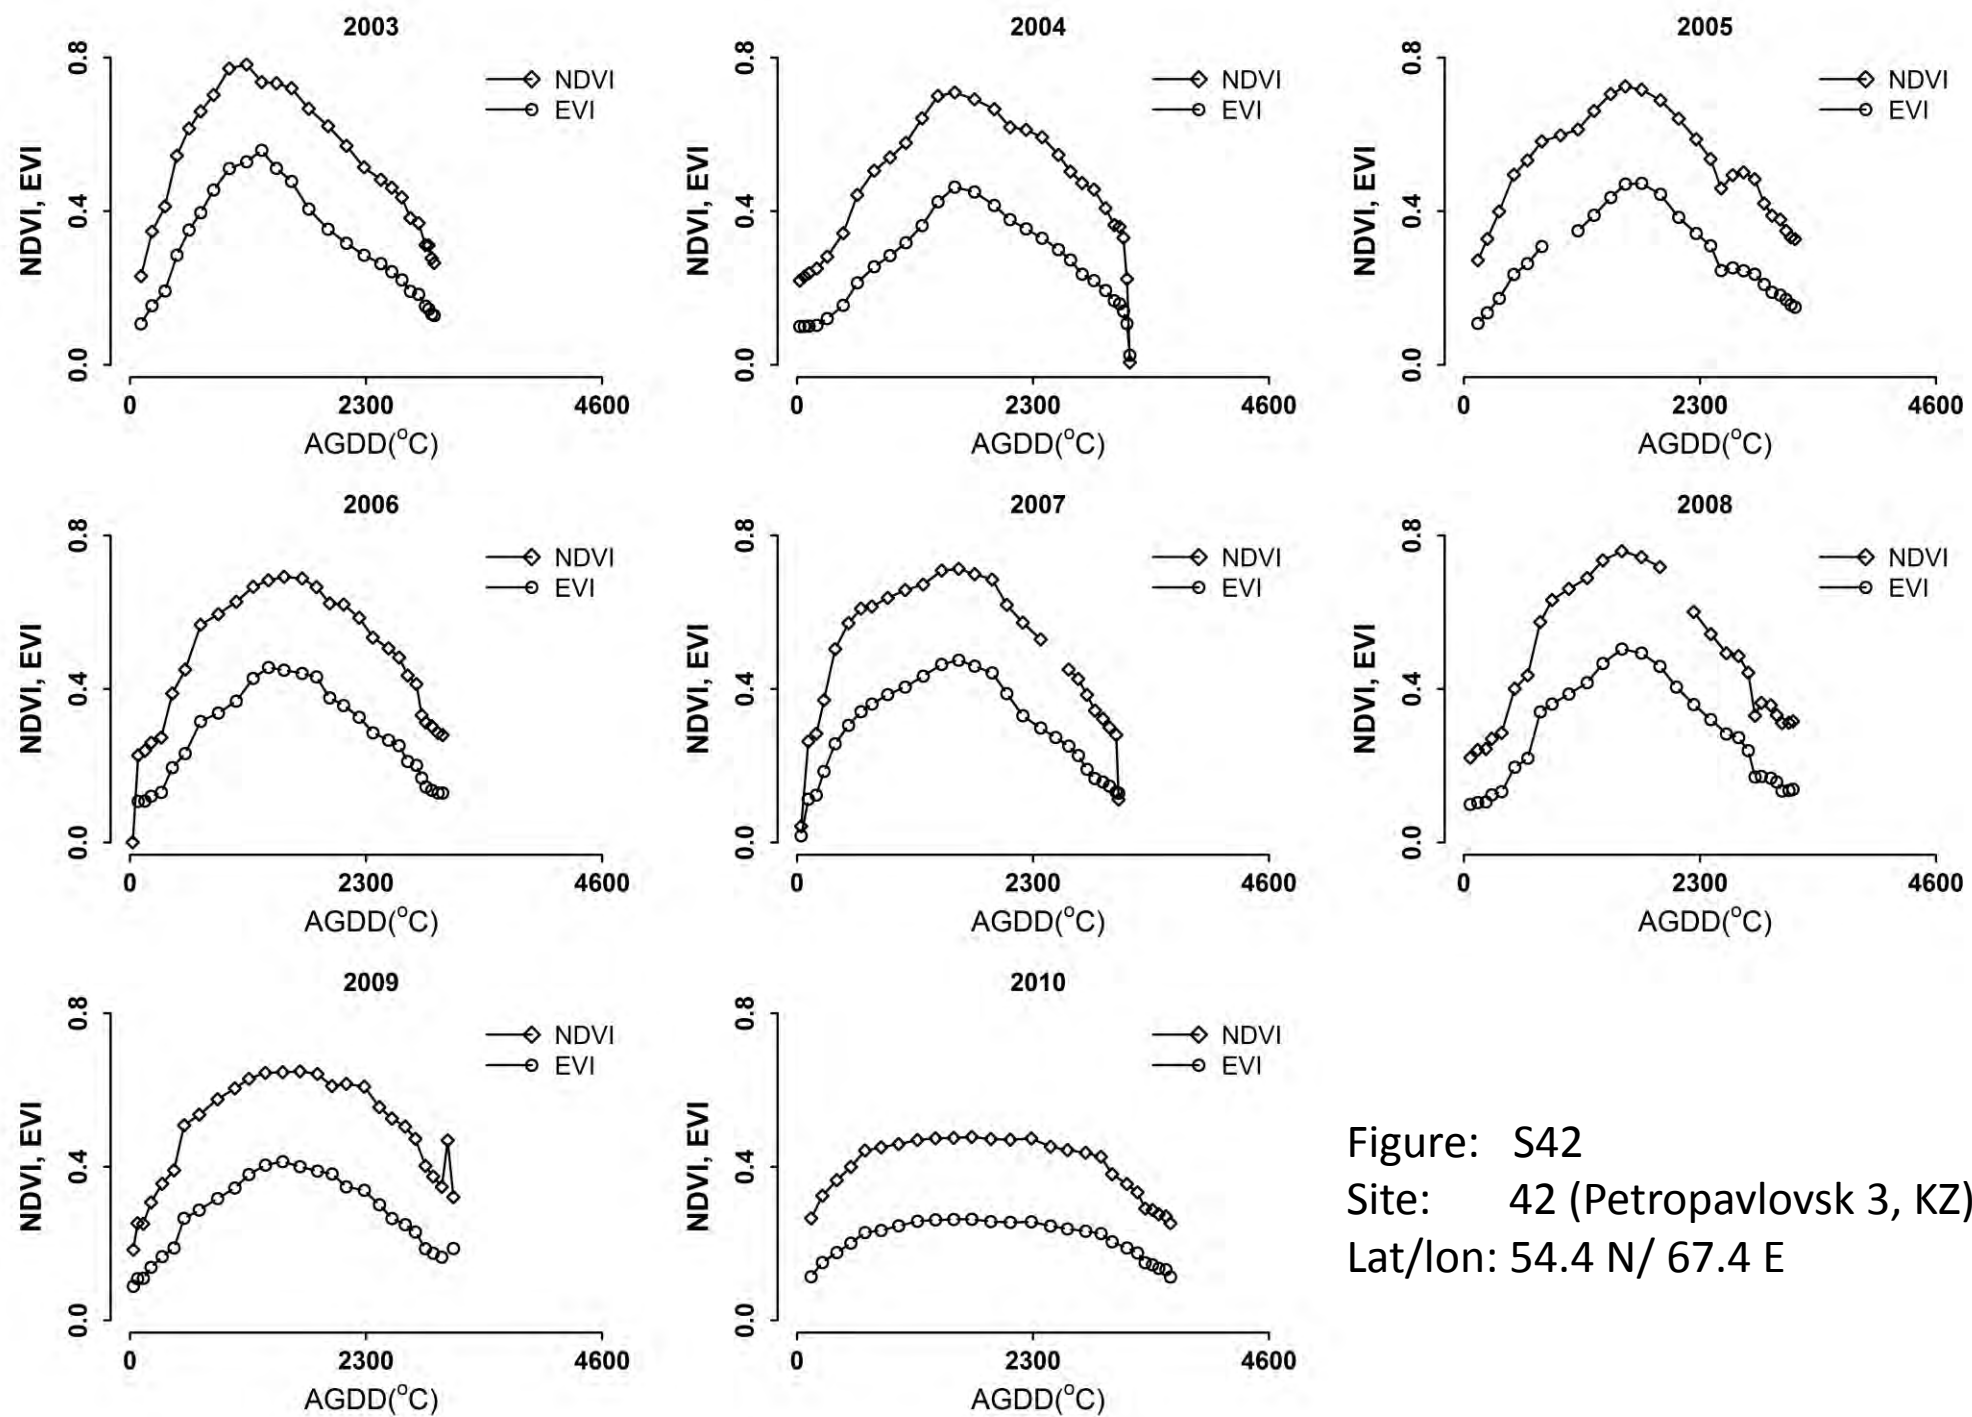 2003
NDVI, EVI
0.8
0.4
0.0
NDVI
EVI
0 2300 4600
AGDD(°C)
2004
NDVI, EVI
0.8
0.4
0.0
NDVI
EVI
0 2300 4600
AGDD(°C)
2005
NDVI, EVI
0.8
0.4
0.0
NDVI
EVI
0 2300 4600
AGDD(°C)
2006
NDVI, EVI
0.8
0.4
0.0
NDVI
EVI
0 2300 4600
AGDD(°C)
2007
NDVI, EVI
0.8
0.4
0.0
NDVI
EVI
0 2300 4600
AGDD(°C)
2008
NDVI, EVI
0.8
0.4
0.0
NDVI
EVI
0 2300 4600
AGDD(°C)
2009
NDVI, EVI
0.8
0.4
0.0
NDVI
EVI
0 2300 4600
AGDD(°C)
2010
NDVI, EVI
0.8
0.4
0.0
NDVI
EVI
0 2300 4600
AGDD(°C)
Figure: S42
Site: 42 (Petropavlovsk 3, KZ)
Lat/lon: 54.4 N/ 67.4 E